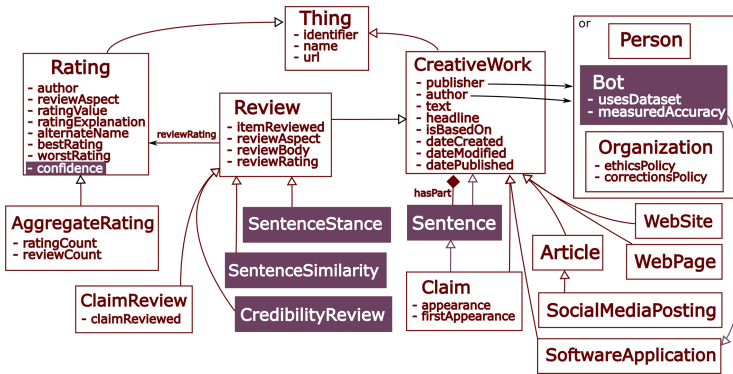 Thing
- identifier
- name
- url
Rating
- author
- reviewAspect
- ratingValue
- ratingExplanation
- alternateName
- bestRating
- worstRating
- confidence
reviewRating
Review
- itemReviewed
- reviewAspect
- reviewBody
- reviewRating
CreativeWork
- publisher
- author
- text
- headline
- isBasedOn
- dateCreated
- dateModified
- datePublished
or
Person
Bot
- usesDataset
- measuredAccuracy
Organization
- ethicsPolicy
- correctionsPolicy
AggregateRating
- ratingCount
- reviewCount
SentenceStance
SentenceSimilarity
CredibilityReview
ClaimReview
- claimReviewed
hasPart
Sentence
Claim
- appearance
- firstAppearance
WebSite
WebPage
Article
SocialMediaPosting
SoftwareApplication